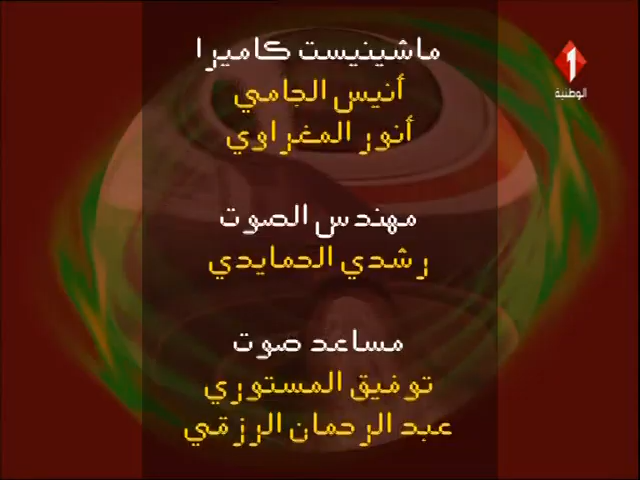 ماشينيست كاميرا
أنيس الجامي
أنور المغراوي
مهندس الصوت
رشدي الحمايدي
مساعد صوت
توفيق المستوري
عبد الرحمان الرزقي
1
الوطنية